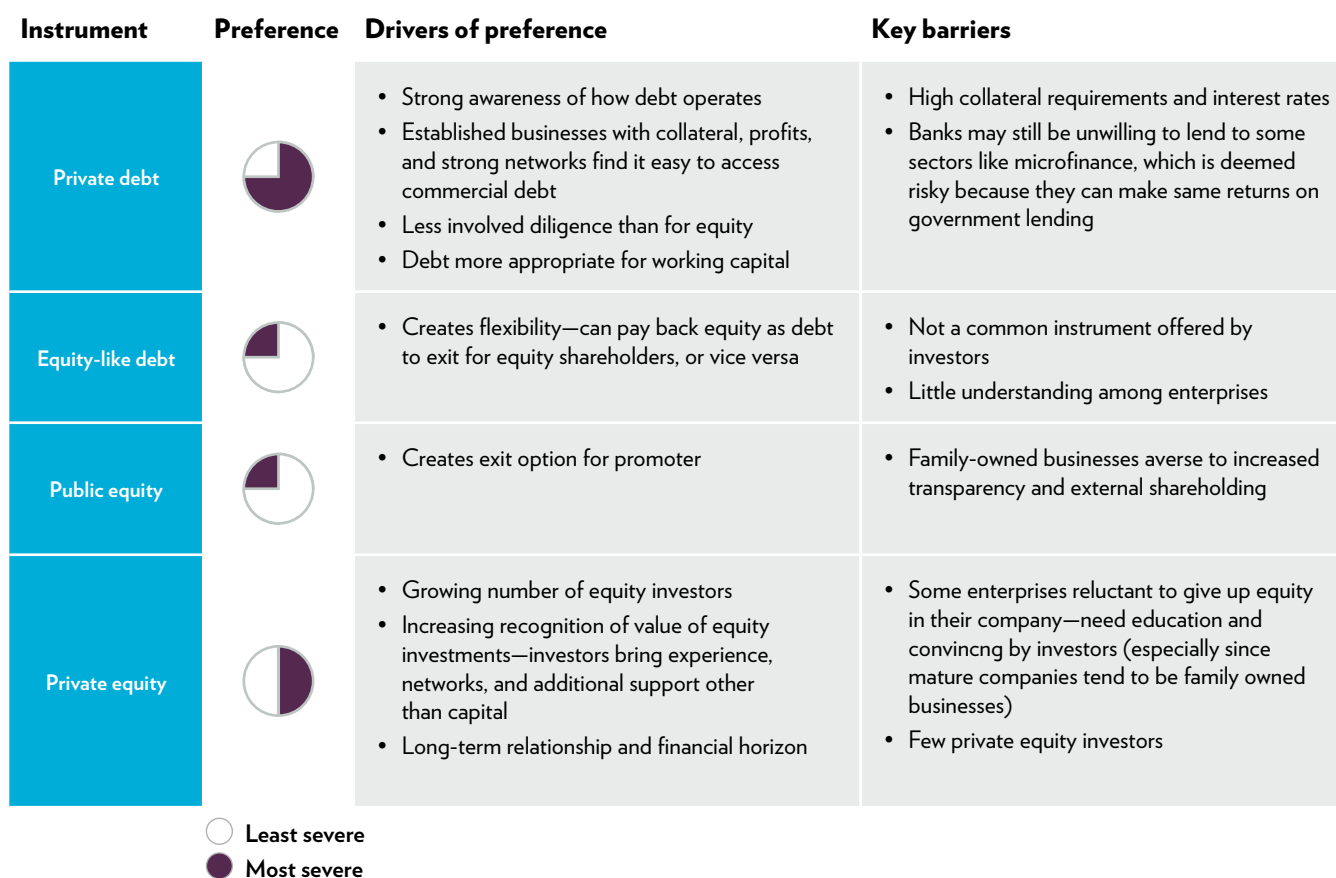 Instrument
Preference
Drivers of preference
Key barriers
Private debt
• Strong awareness of how debt operates
• Established businesses with collateral, profits,
and strong networks find it easy to access
commercial debt
• Less involved diligence than for equity
• Debt more appropriate for working capital
• High collateral requirements and interest rates
• Banks may still be unwilling to lend to some
sectors like microfinance, which is deemed
risky because they can make same returns on
government lending
Equity-like debt
• Creates flexibility—can pay back equity as debt
to exit for equity shareholders, or vice versa
• Not a common instrument offered by
investors
• Little understanding among enterprises
Public equity
• Creates exit option for promoter
• Family-owned businesses averse to increased
transparency and external shareholding
Private equity
• Growing number of equity investors
• Increasing recognition of value of equity
investments—investors bring experience,
networks, and additional support other
than capital
• Long-term relationship and financial horizon
• Some enterprises reluctant to give up equity
in their company—need education and
convincng by investors (especially since
mature companies tend to be family owned
businesses)
• Few private equity investors
Least severe
Most severe